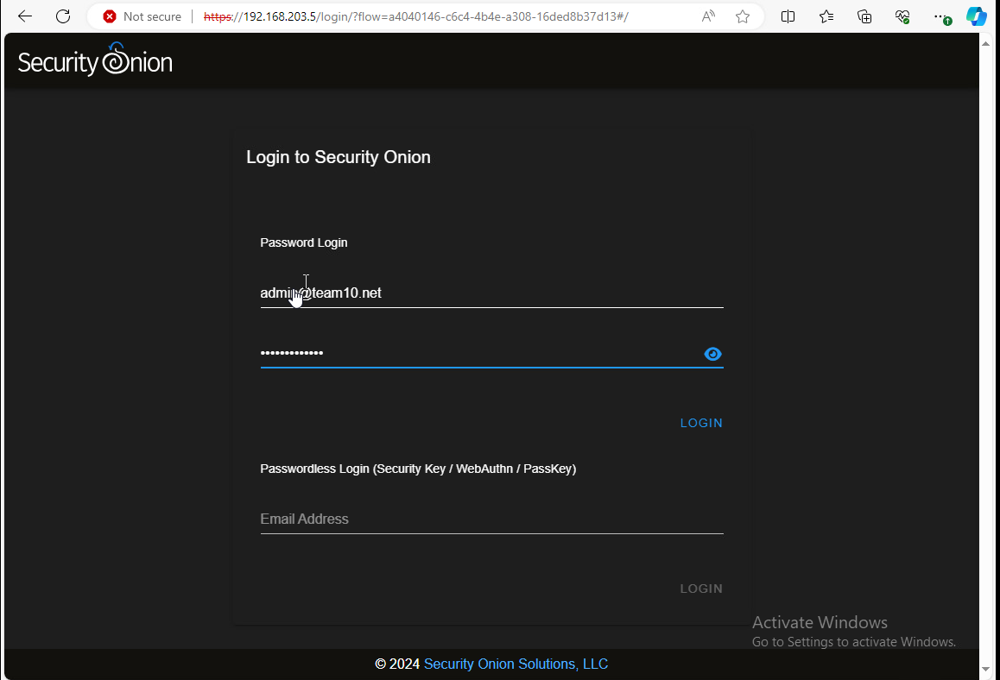 Not secure https://192.168.203.5/login/?flow=a4040146-c6c4-4b4e-a308-16ded8b37d13#/
Security Onion
Login to Security Onion
Password Login
admin@team10.net
•••••••••••••
LOGIN
Passwordless Login (Security Key / WebAuthn / PassKey)
Email Address
LOGIN
Activate Windows
Go to Settings to activate Windows.
© 2024 Security Onion Solutions, LLC